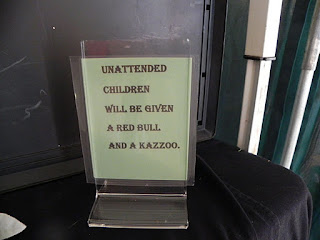 UNATTENDED
CHILDREN
WILL BE GIVEN
A RED BULL
AND A KAZZOO.